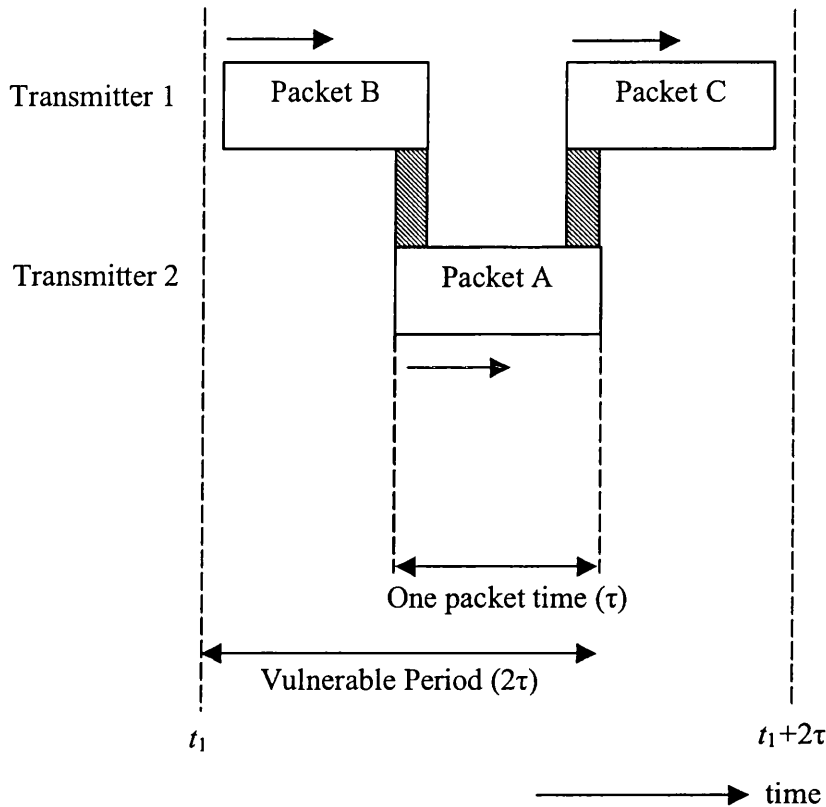 Transmitter 1
Packet B
Packet C
Transmitter 2
Packet A
One packet time (τ)
Vulnerable Period (2τ)
t₁
t₁+2τ
time